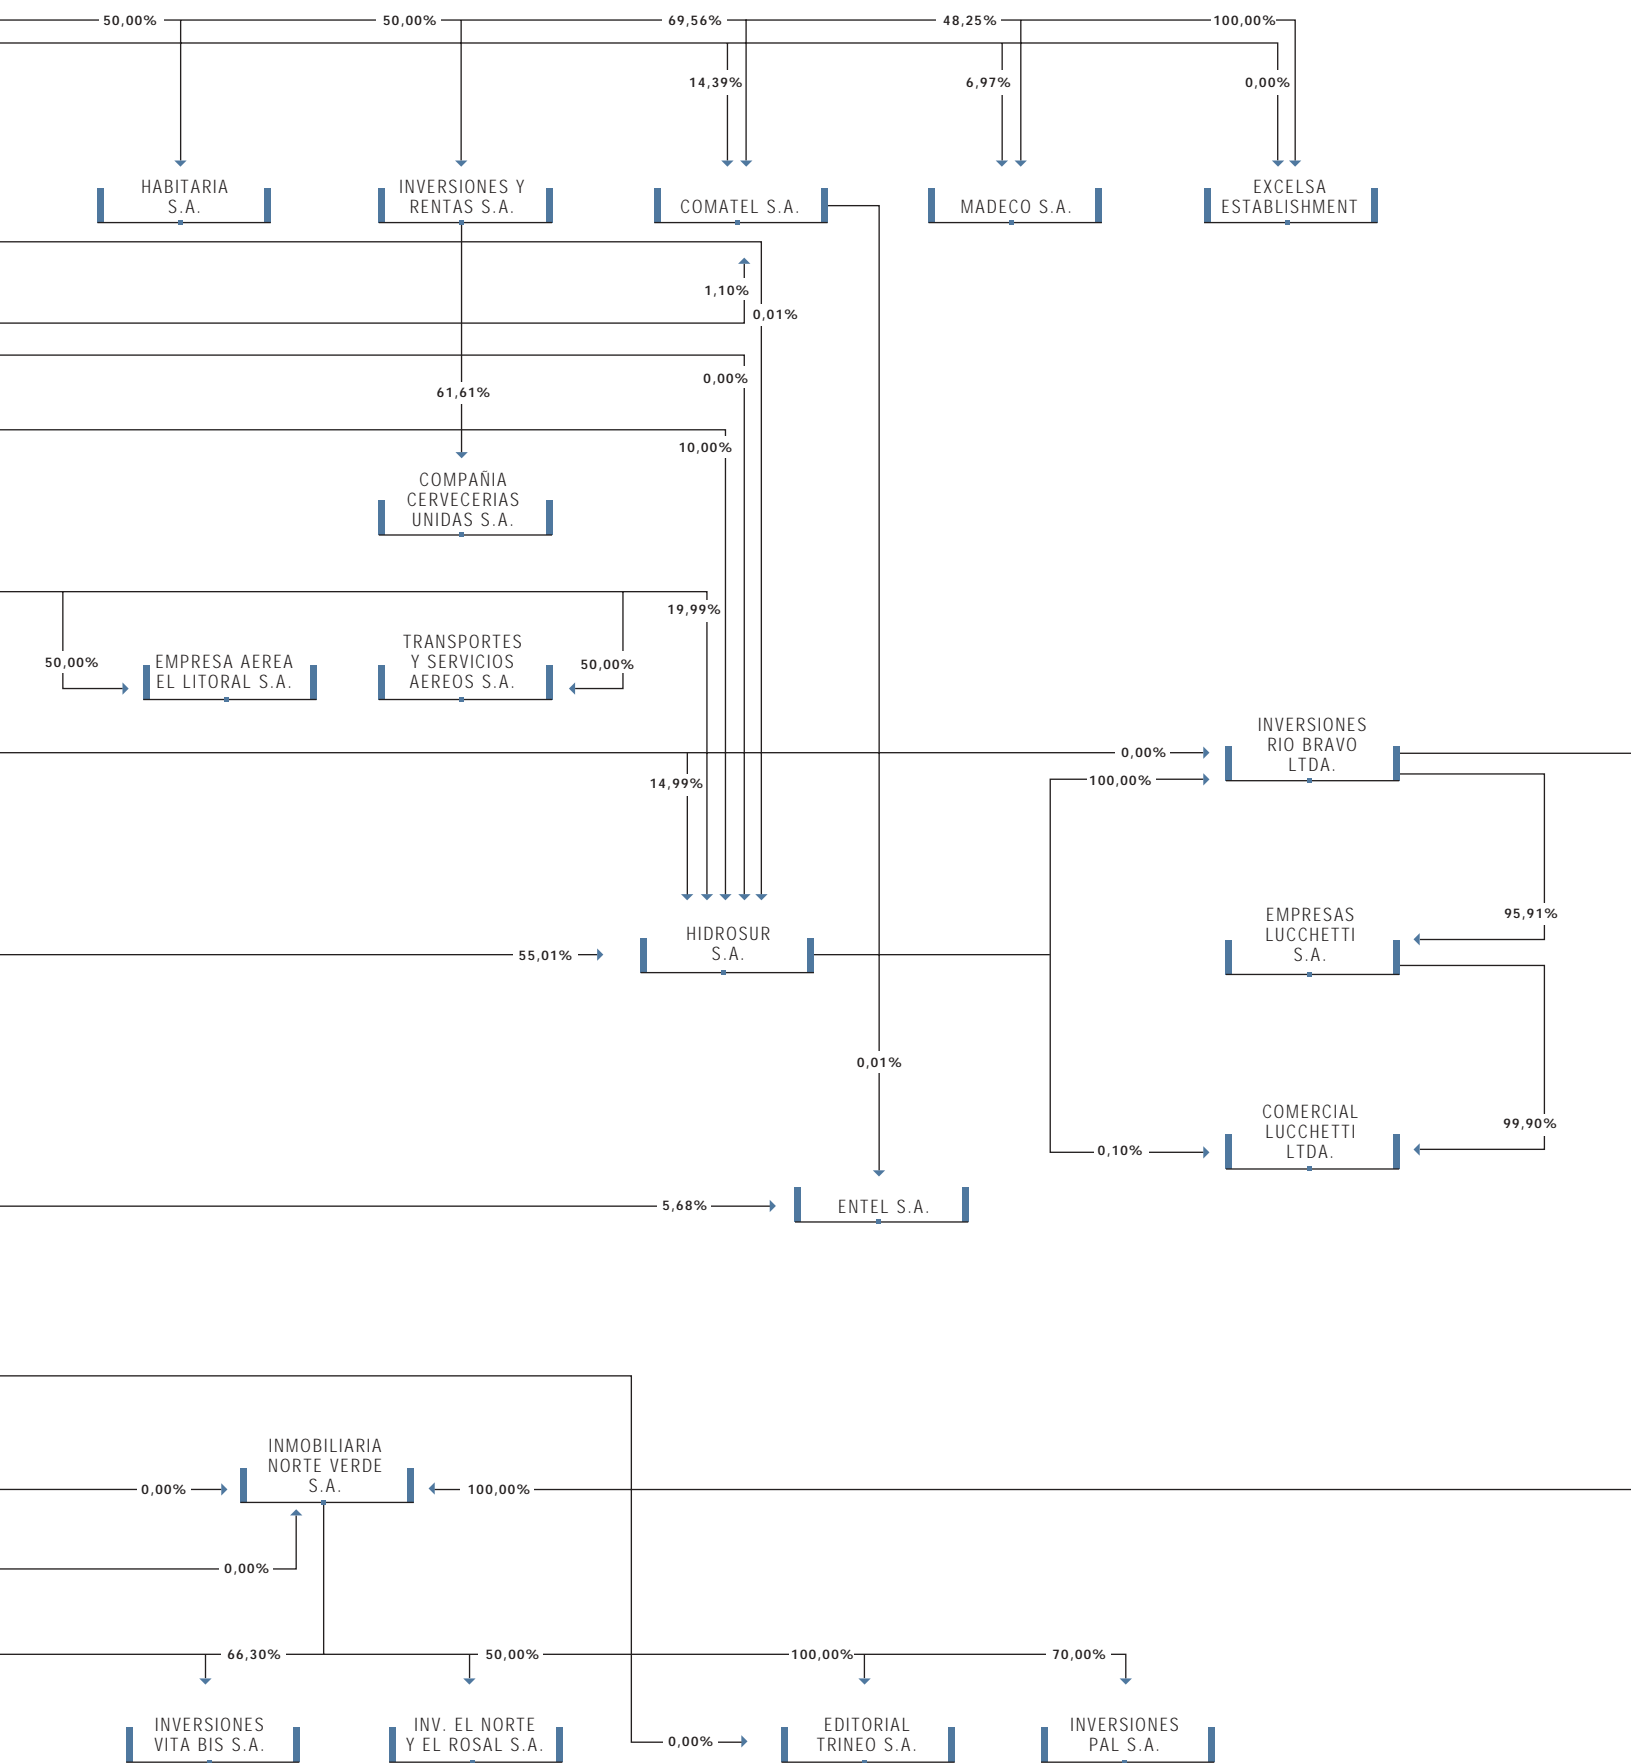 50,00%
50,00%
69,56%
48,25%
100,00%
14,39%
6,97%
0,00%
HABITARIA
S.A.
INVERSIONES Y
RENTAS S.A.
COMATEL S.A.
MADECO S.A.
EXCELSA
ESTABLISHMENT
1,10%
0,01%
0,00%
61,61%
10,00%
COMPAÑIA
CERVECERIAS
UNIDAS S.A.
19,99%
50,00%
EMPRESA AEREA
EL LITORAL S.A.
TRANSPORTES
Y SERVICIOS
AEREOS S.A.
50,00%
INVERSIONES
RIO BRAVO
LTDA.
0,00%
100,00%
14,99%
EMPRESAS
LUCCHETTI
S.A.
95,91%
HIDROSUR
S.A.
55,01%
0,01%
COMERCIAL
LUCCHETTI
LTDA.
99,90%
0,10%
5,68%
ENTEL S.A.
INMOBILIARIA
NORTE VERDE
S.A.
0,00%
100,00%
0,00%
66,30%
50,00%
100,00%
70,00%
INVERSIONES
VITA BIS S.A.
INV. EL NORTE
Y EL ROSAL S.A.
0,00%
EDITORIAL
TRINEO S.A.
INVERSIONES
PAL S.A.